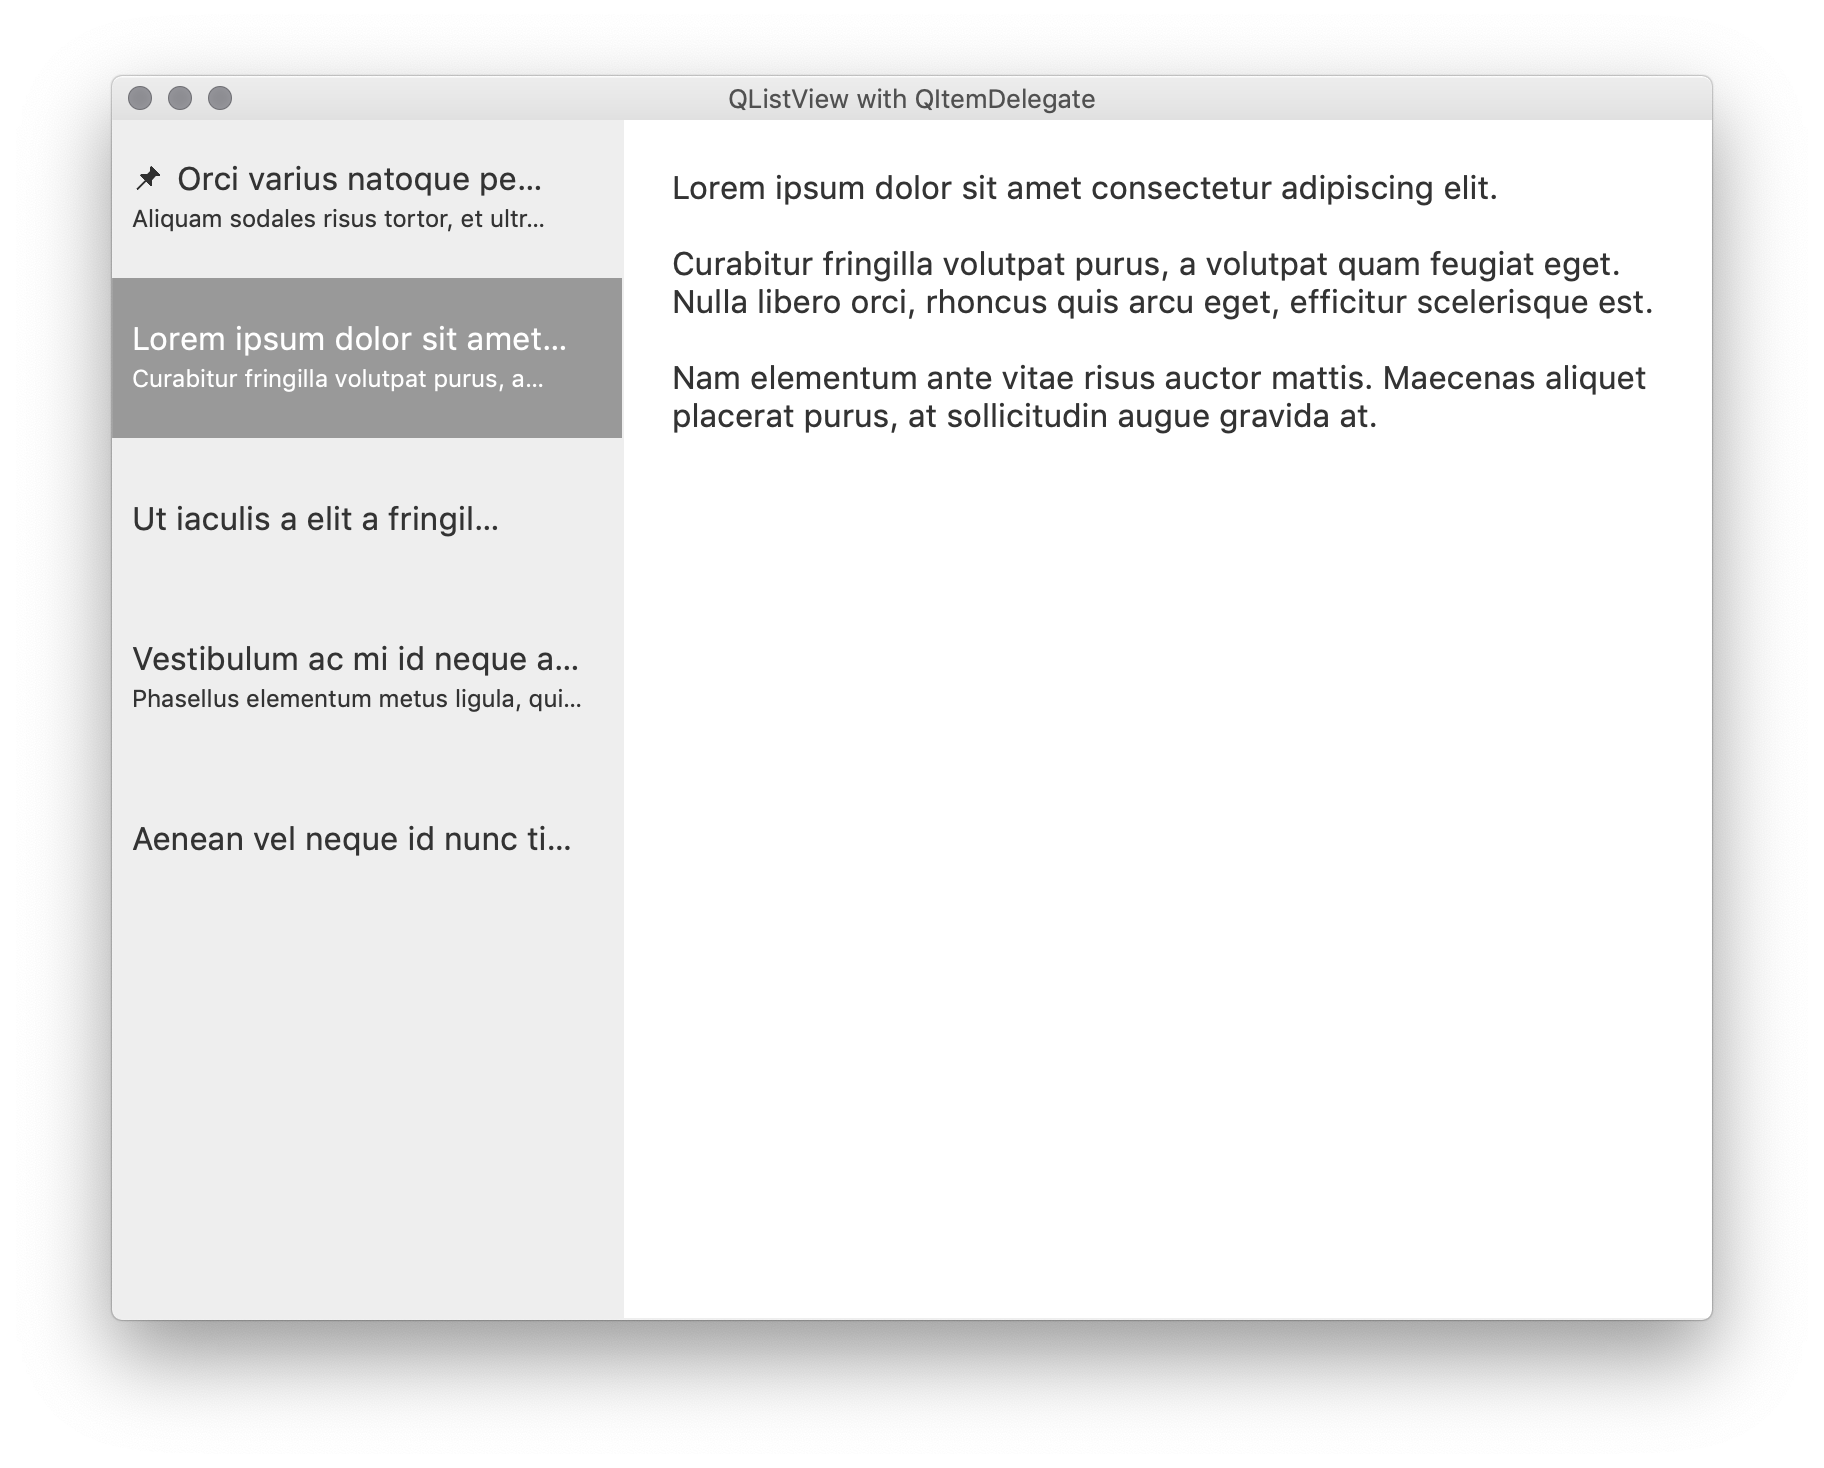 QListView with QItemDelegate
Orci varius natoque pe...
Aliquam sodales risus tortor, et ultr...
Lorem ipsum dolor sit amet...
Curabitur fringilla volutpat purus, a...
Ut iaculis a elit a fringil...
Vestibulum ac mi id neque a...
Phasellus elementum metus ligula, qui...
Aenean vel neque id nunc ti...
Lorem ipsum dolor sit amet consectetur adipiscing elit.
Curabitur fringilla volutpat purus, a volutpat quam feugiat eget.
Nulla libero orci, rhoncus quis arcu eget, efficitur scelerisque est.
Nam elementum ante vitae risus auctor mattis. Maecenas aliquet
placerat purus, at sollicitudin augue gravida at.